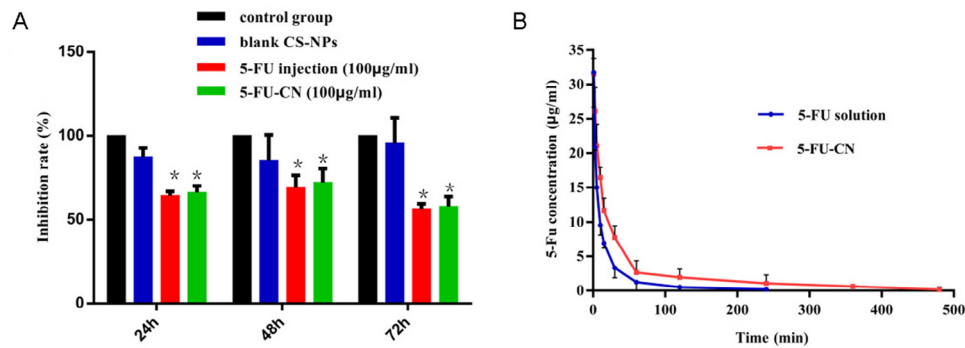 A
control group
blank CS-NPs
5-FU injection (100μg/ml)
5-FU-CN (100μg/ml)
Inhibition rate (%)
150
100
50
0
* *
* *
* *
24h
48h
72h
B
5-Fu concentration (μg/ml)
35
30
25
20
15
10
5
0
5-FU solution
5-FU-CN
0 100 200 300 400 500
Time (min)